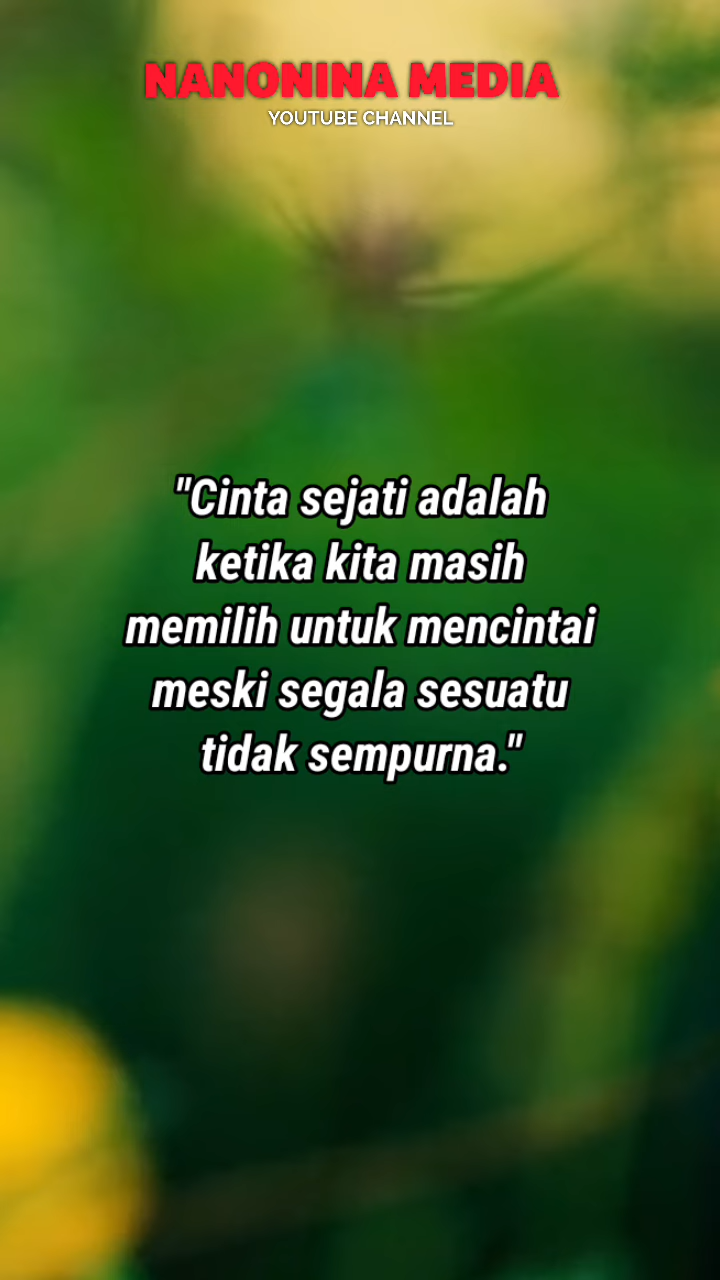 NANONINA MEDIA
YOUTUBE CHANNEL
"Cinta sejati adalah
ketika kita masih
memilih untuk mencintai
meski segala sesuatu
tidak sempurna."